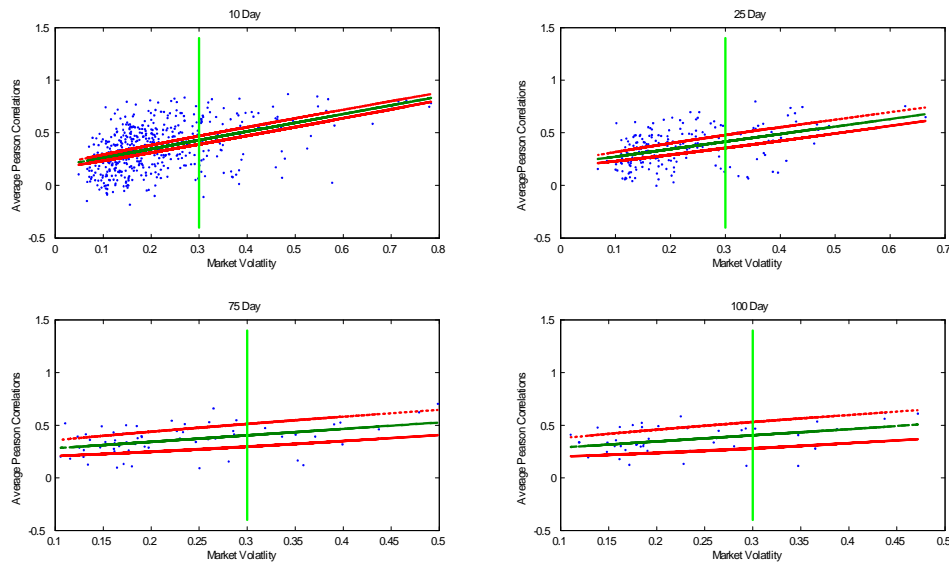 10 Day
1.5
1
0.5
0
-0.5
Average Pearson Correlations
0 0.1 0.2 0.3 0.4 0.5 0.6 0.7 0.8
Market Volatlity
25 Day
1.5
1
0.5
0
-0.5
Average Pearson Correlations
0 0.1 0.2 0.3 0.4 0.5 0.6 0.7
Market Volatlity
75 Day
1.5
1
0.5
0
-0.5
Average Pearson Correlations
0.1 0.15 0.2 0.25 0.3 0.35 0.4 0.45 0.5
Market Volatlity
100 Day
1.5
1
0.5
0
-0.5
Average Pearson Correlations
0.1 0.15 0.2 0.25 0.3 0.35 0.4 0.45 0.5
Market Volatlity